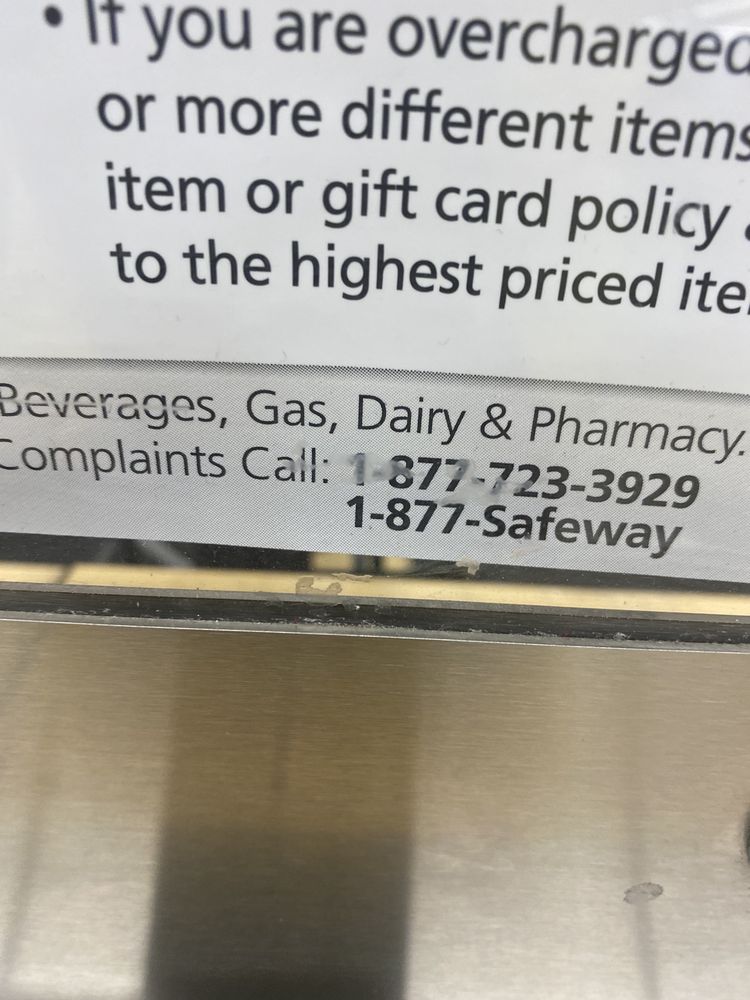 • If you are overcharged
or more different items
item or gift card policy
to the highest priced
Beverages, Gas, Dairy & Pharmacy.
Complaints Call: 1-877-723-3929
1-877-Safeway